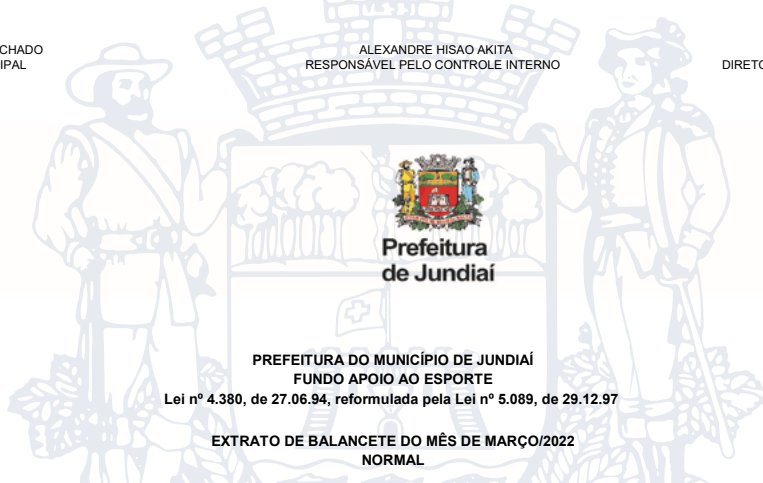 CHADO
IPAL
ALEXANDRE HISAO AKITA
RESPONSÁVEL PELO CONTROLE INTERNO
DIRETO
Prefeitura
de Jundiaí
PREFEITURA DO MUNICÍPIO DE JUNDIAÍ
FUNDO APOIO AO ESPORTE
Lei nº 4.380, de 27.06.94, reformulada pela Lei nº 5.089, de 29.12.97
EXTRATO DE BALANCETE DO MÊS DE MARÇO/2022
NORMAL